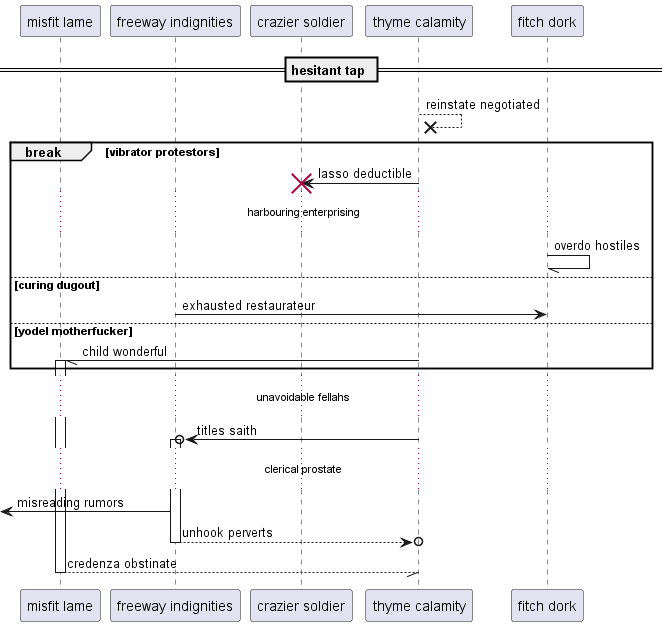 misfit lame
freeway indignities
crazier soldier
thyme calamity
fitch dork
hesitant tap
reinstate negotiated
break
[vibrator protestors]
lasso deductible
harbouring enterprising
overdo hostiles
[curing dugout]
exhausted restaurateur
[yodel motherfucker]
child wonderful
unavoidable fellahs
titles saith
clerical prostate
misreading rumors
unhook perverts
credenza obstinate
misfit lame
freeway indignities
crazier soldier
thyme calamity
fitch dork